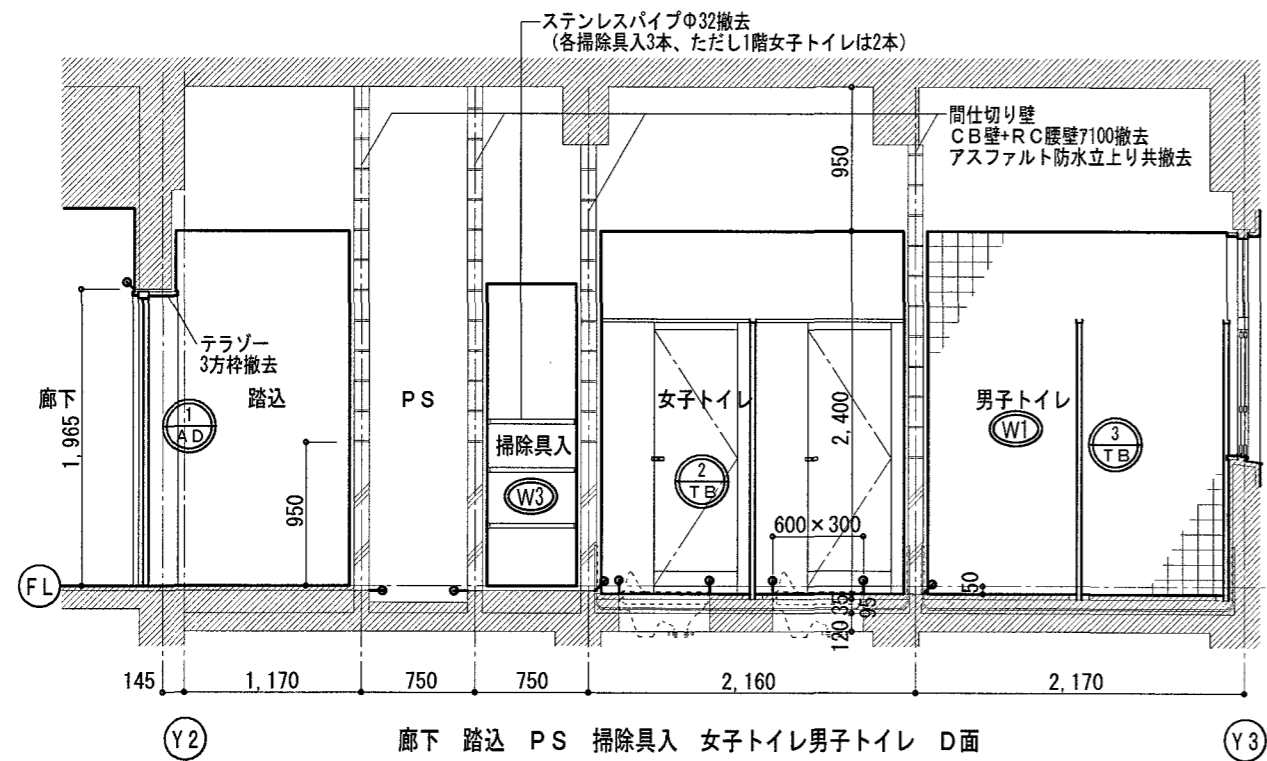 ステンレスパイプΦ32撤去
(各掃除具入3本、ただし1階女子トイレは2本)
間仕切り壁
CB壁+RC腰壁ｱ100撤去
アスファルト防水立上り共撤去
950
テラゾー
3方枠撤去
廊下
踏込
PS
女子トイレ
男子トイレ
1,965
1
AD
掃除具入
2,400
W1
3
TB
950
W3
2
TB
600×300
FL
50
35
95
120
145
1,170
750
750
2,160
2,170
Y2
廊下 踏込 PS 掃除具入 女子トイレ男子トイレ D面
Y3